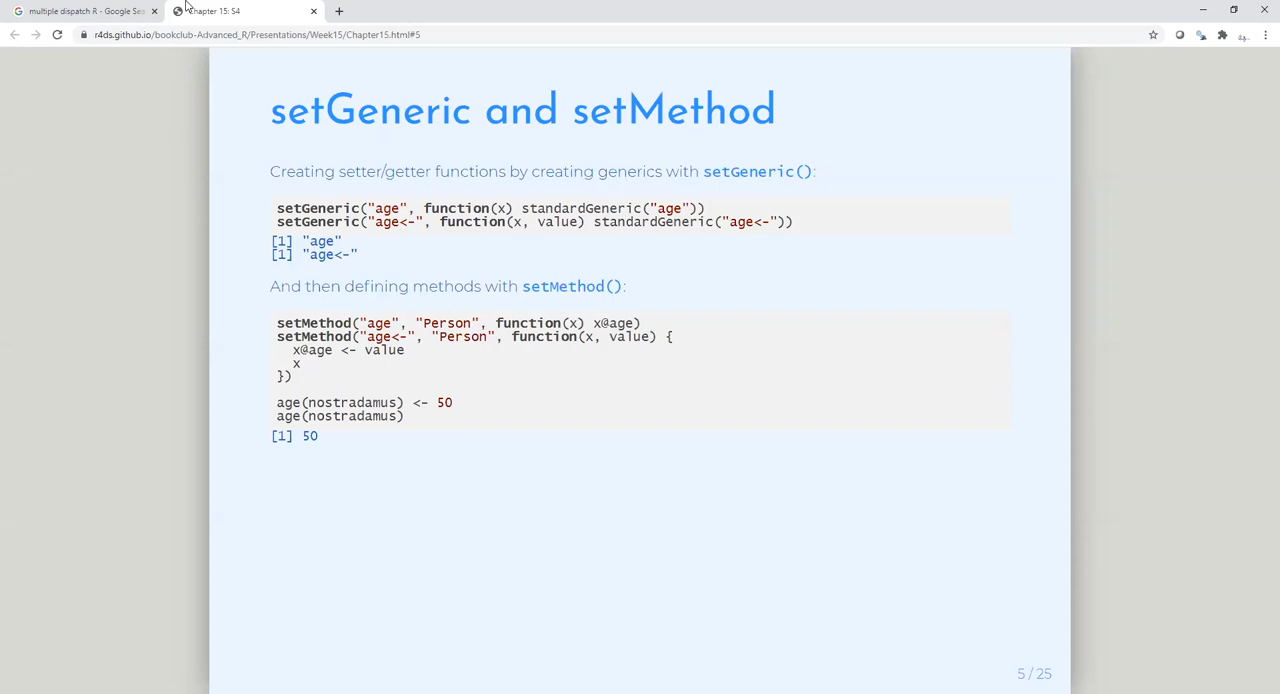 multiple dispatch R - Google Sea
Chapter 15: S4
r4ds.github.io/bookclub-Advanced_R/Presentations/Week15/Chapter15.html#5
setGeneric and setMethod
Creating setter/getter functions by creating generics with setGeneric():
setGeneric("age", function(x) standardGeneric("age"))
setGeneric("age<-", function(x, value) standardGeneric("age<-"))
[1] "age"
[1] "age<-"
And then defining methods with setMethod():
setMethod("age", "Person", function(x) x@age)
setMethod("age<-", "Person", function(x, value) {
  x@age <- value
  x
})
age(nostradamus) <- 50
age(nostradamus)
[1] 50
5 / 25